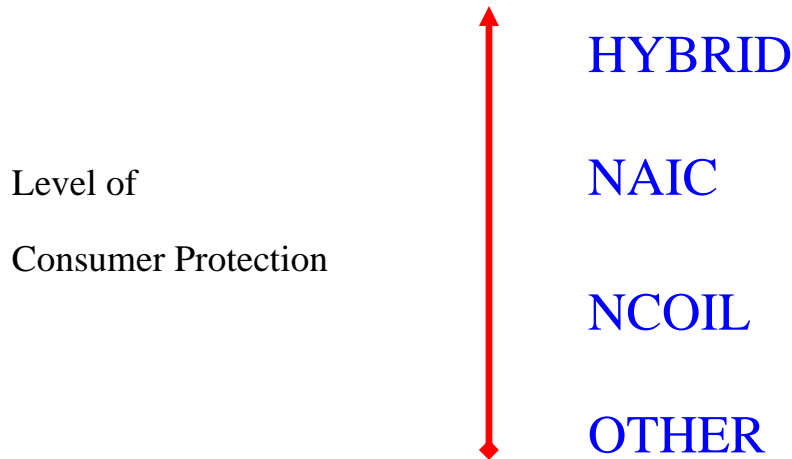 HYBRID
Level of
NAIC
Consumer Protection
NCOIL
OTHER